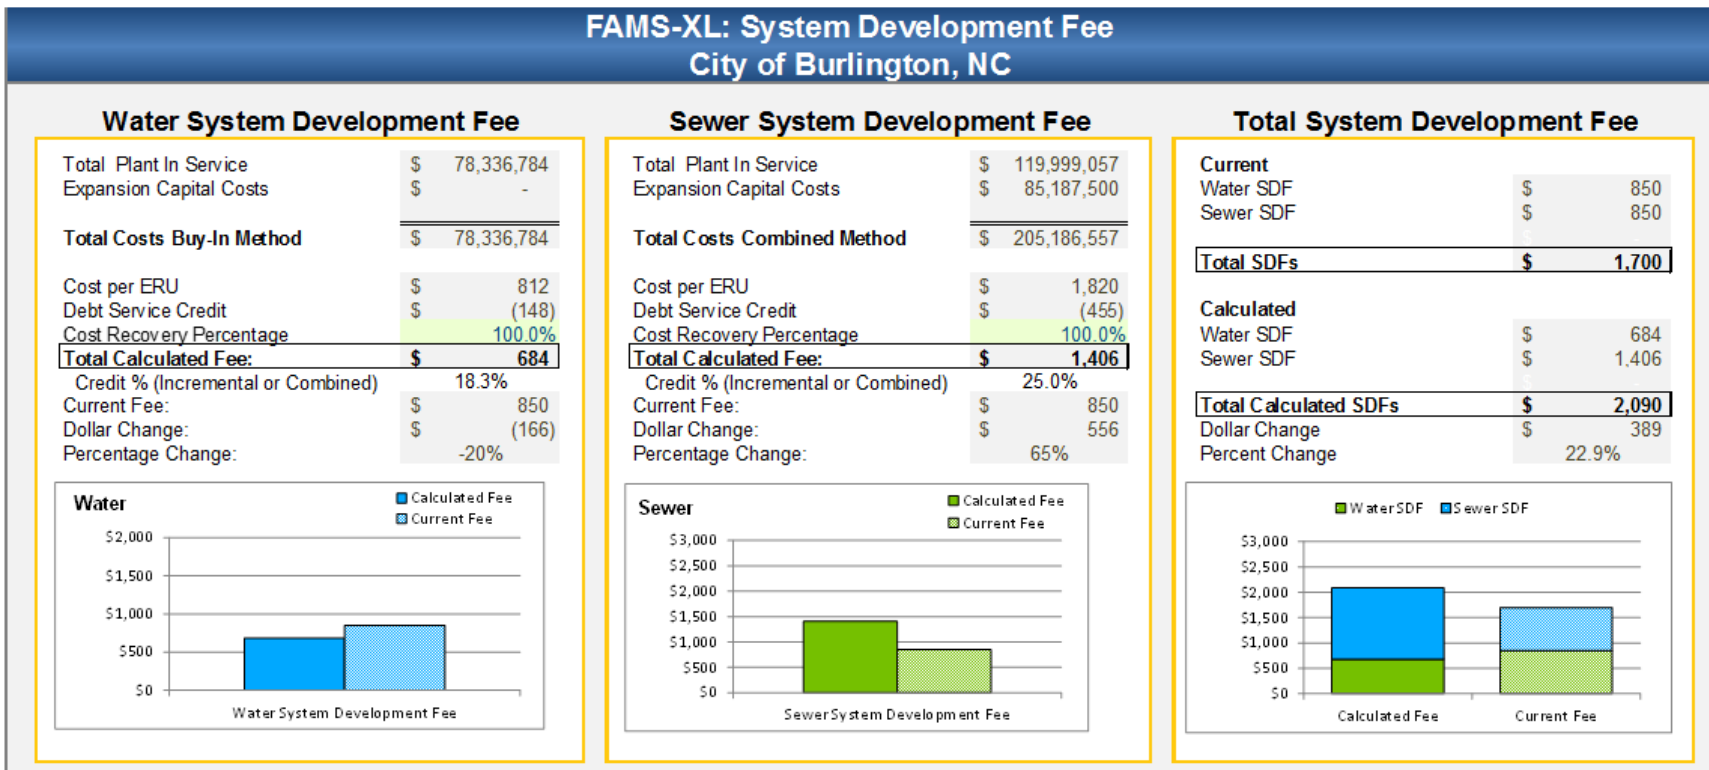 FAMS-XL: System Development Fee
City of Burlington, NC
Water System Development Fee
Total Plant In Service $ 78,336,784
Expansion Capital Costs $ -
Total Costs Buy-In Method $ 78,336,784
Cost per ERU $ 812
Debt Service Credit $ (148)
Cost Recovery Percentage 100.0%
Total Calculated Fee: $ 684
Credit % (Incremental or Combined) 18.3%
Current Fee: $ 850
Dollar Change: $ (166)
Percentage Change: -20%
Water
Calculated Fee
Current Fee
$2,000
$1,500
$1,000
$500
$0
Water System Development Fee
Sewer System Development Fee
Total Plant In Service $ 119,999,057
Expansion Capital Costs $ 85,187,500
Total Costs Combined Method $ 205,186,557
Cost per ERU $ 1,820
Debt Service Credit $ (455)
Cost Recovery Percentage 100.0%
Total Calculated Fee: $ 1,406
Credit % (Incremental or Combined) 25.0%
Current Fee: $ 850
Dollar Change: $ 556
Percentage Change: 65%
Sewer
Calculated Fee
Current Fee
$3,000
$2,500
$2,000
$1,500
$1,000
$500
$0
Sewer System Development Fee
Total System Development Fee
Current
Water SDF $ 850
Sewer SDF $ 850
Total SDFs $ 1,700
Calculated
Water SDF $ 684
Sewer SDF $ 1,406
Total Calculated SDFs $ 2,090
Dollar Change $ 389
Percent Change 22.9%
Water SDF Sewer SDF
$3,000
$2,500
$2,000
$1,500
$1,000
$500
$0
Calculated Fee Current Fee